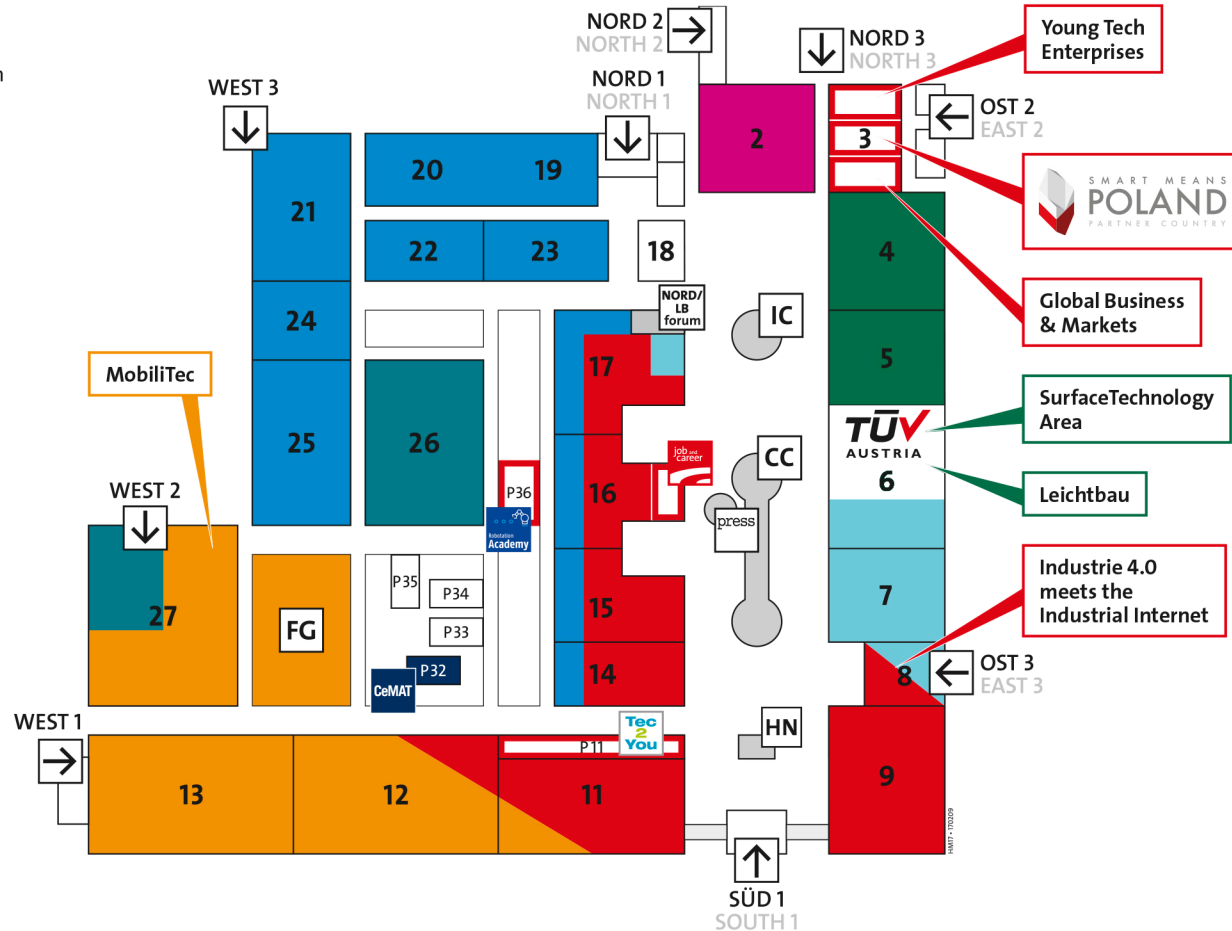 n
NORD 2
NORTH 2
NORD 3
NORTH 3
Young Tech
Enterprises
WEST 3
NORD 1
NORTH 1
OST 2
EAST 2
2
3
20
19
SMART MEANS
POLAND
PARTNER COUNTRY
21
22
23
18
4
NORD/
LB
forum
IC
Global Business
& Markets
24
17
5
MobiliTec
SurfaceTechnology
Area
TÜV
AUSTRIA
25
26
job and
career
CC
6
Leichtbau
WEST 2
P36
16
Robotation
Academy
press
Industrie 4.0
meets the
Industrial Internet
P35
P34
15
7
27
FG
P33
P32
CeMAT
14
8
OST 3
EAST 3
WEST 1
Tec
2
You
P11
HN
13
12
11
9
HM17 • 170209
SÜD 1
SOUTH 1